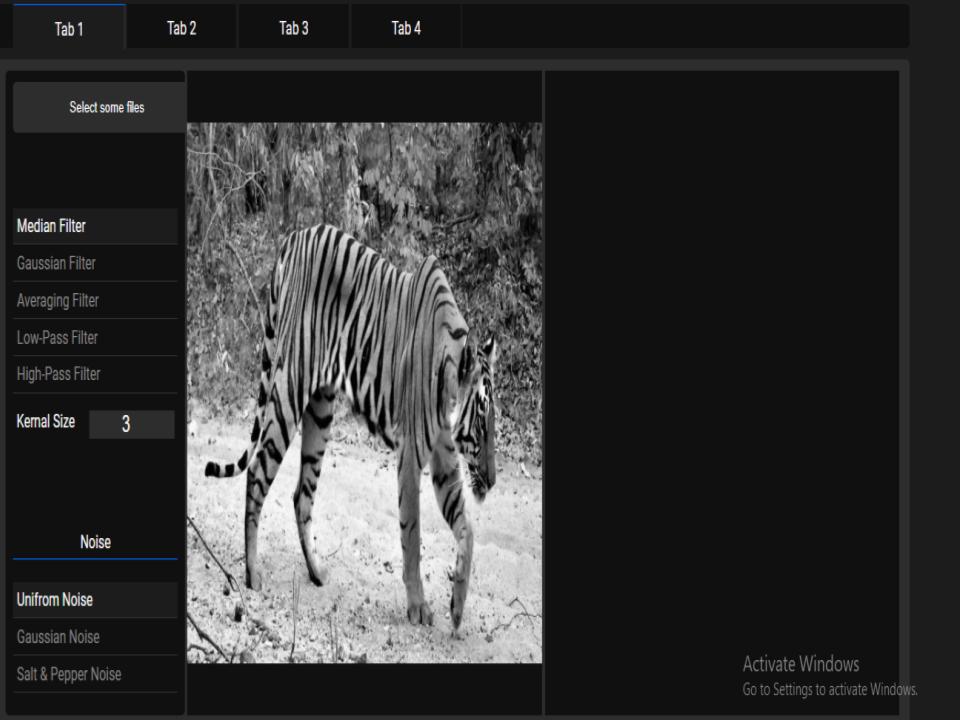 Tab 1
Tab 2
Tab 3
Tab 4
Select some files
Median Filter
Gaussian Filter
Averaging Filter
Low-Pass Filter
High-Pass Filter
Kernal Size
3
Noise
Unifrom Noise
Gaussian Noise
Salt & Pepper Noise
Activate Windows
Go to Settings to activate Windows.